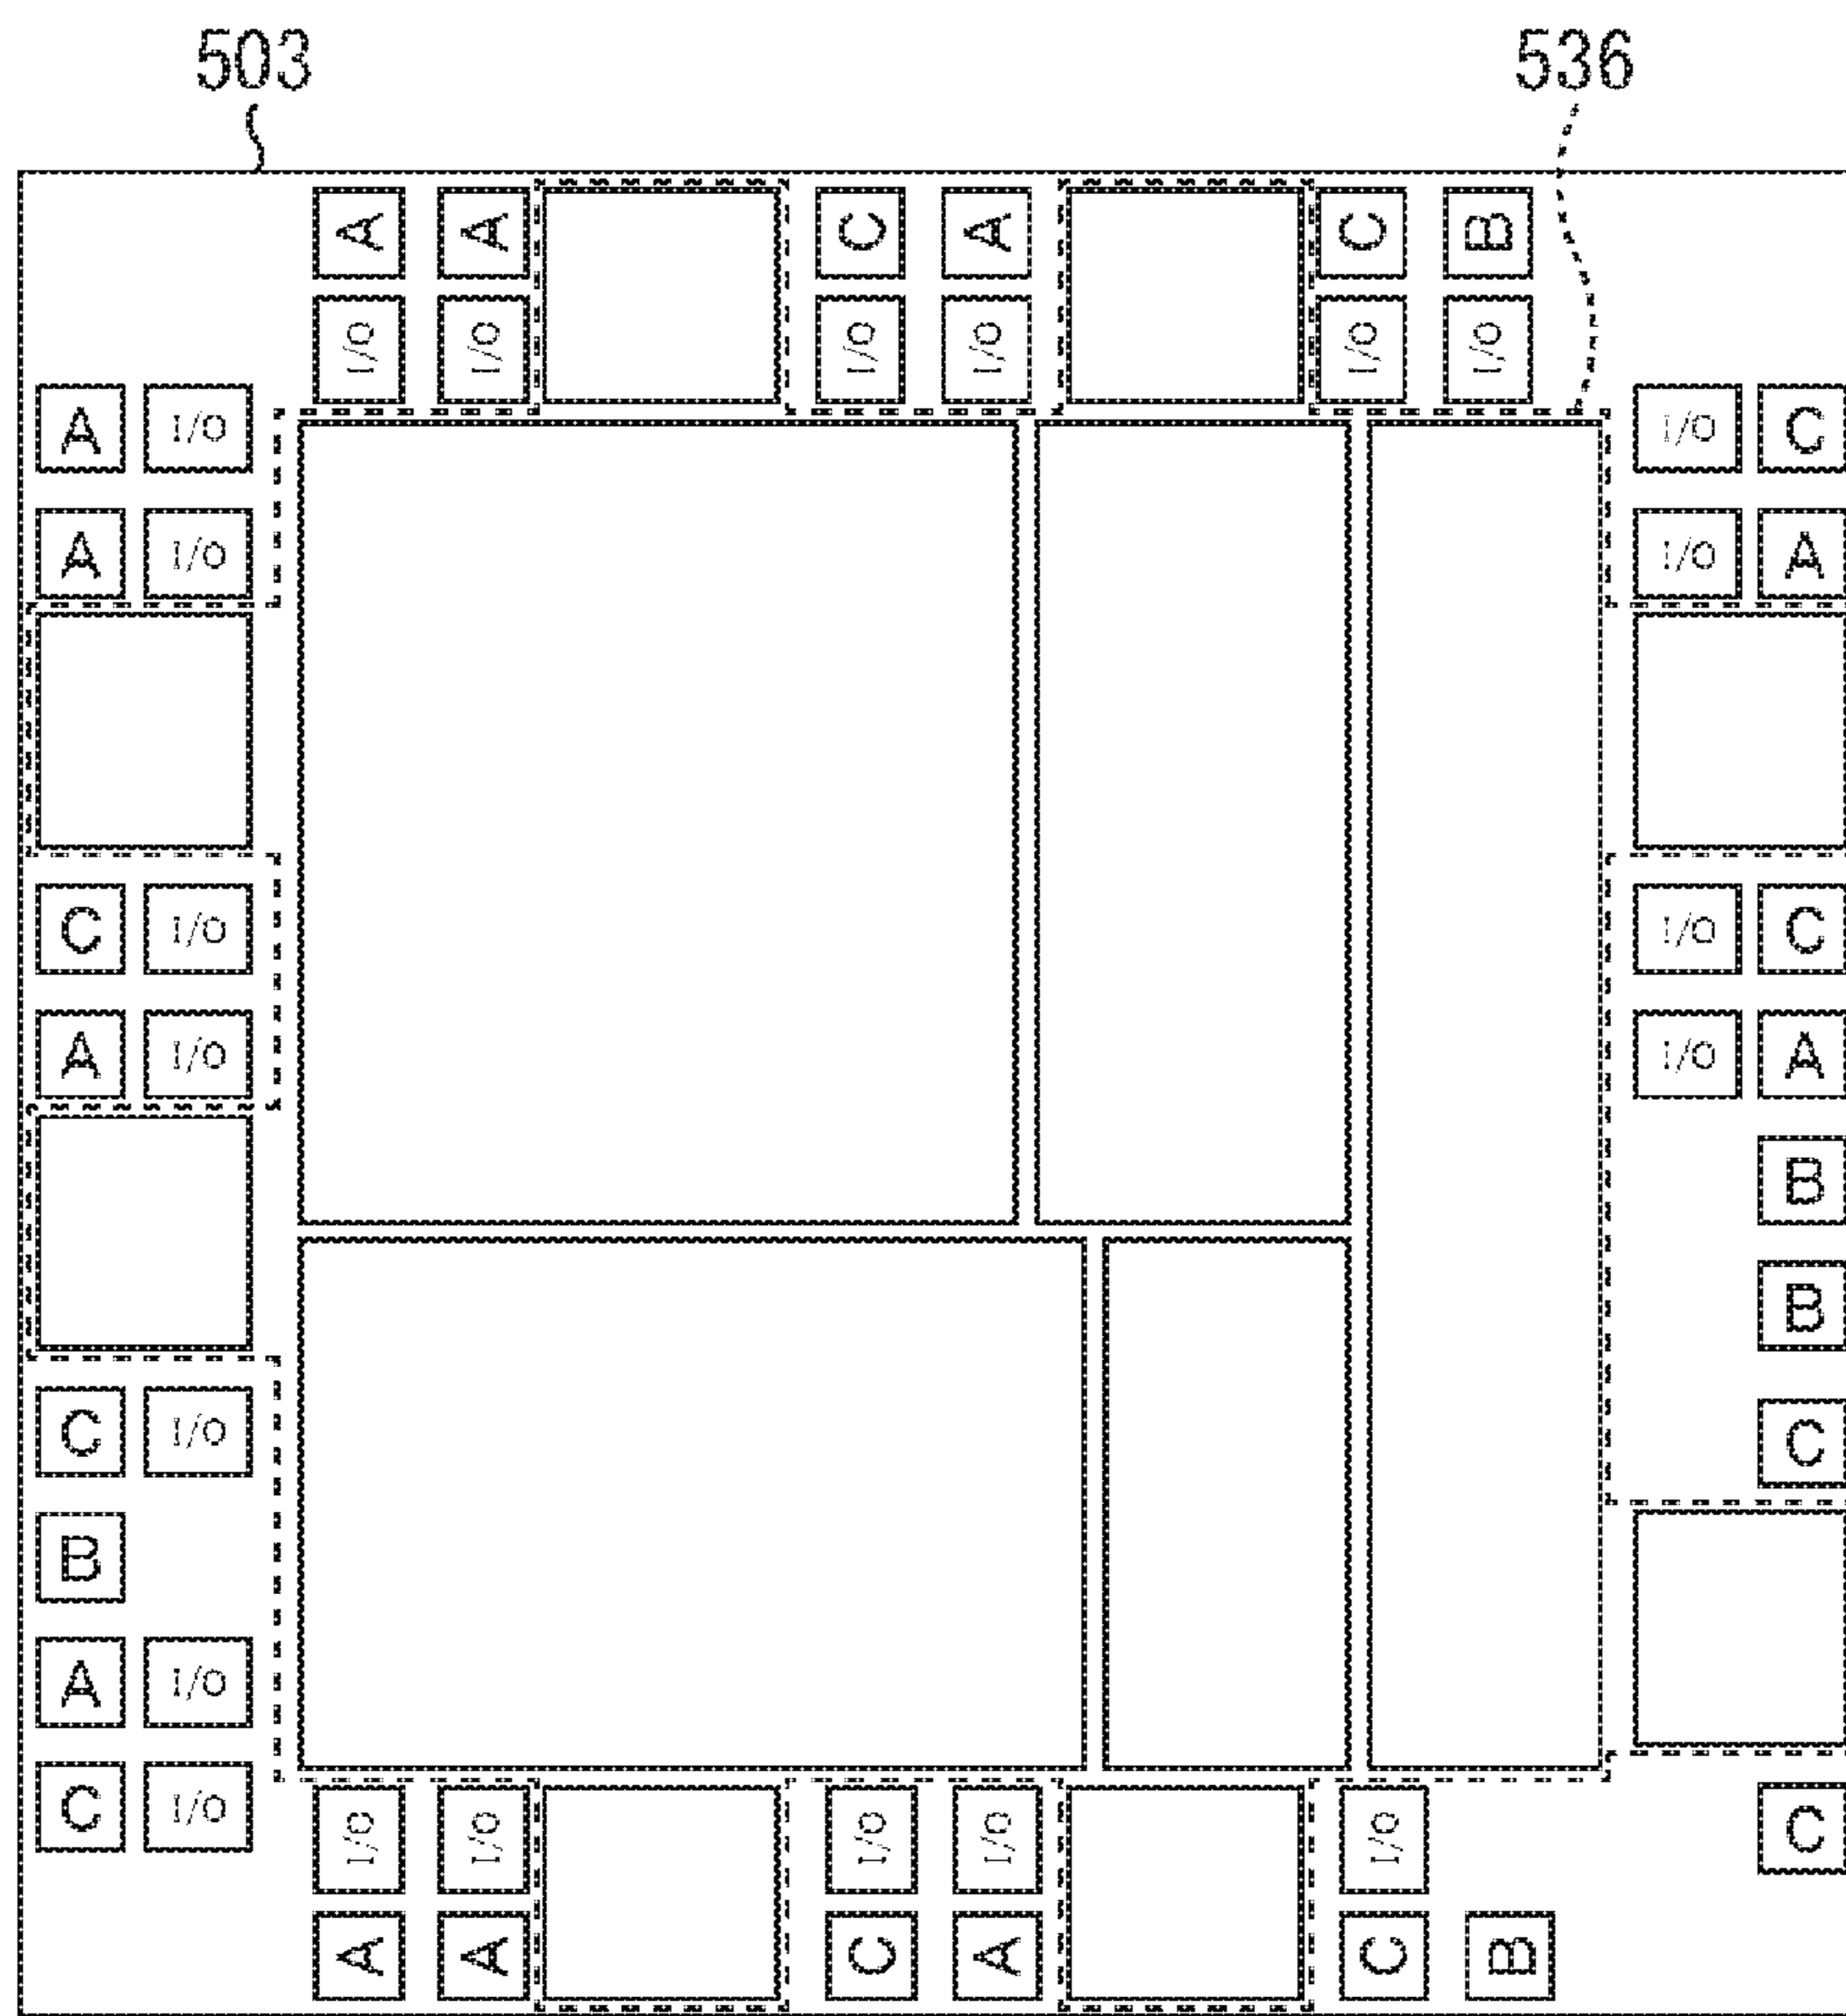 503 536
A A C A C B
I/O I/O I/O I/O I/O I/O
A I/O I/O C
A I/O I/O A
C I/O I/O C
A I/O I/O A
B
B
C I/O C
B
A I/O
C I/O C
I/O I/O I/O I/O I/O
A A C A C B